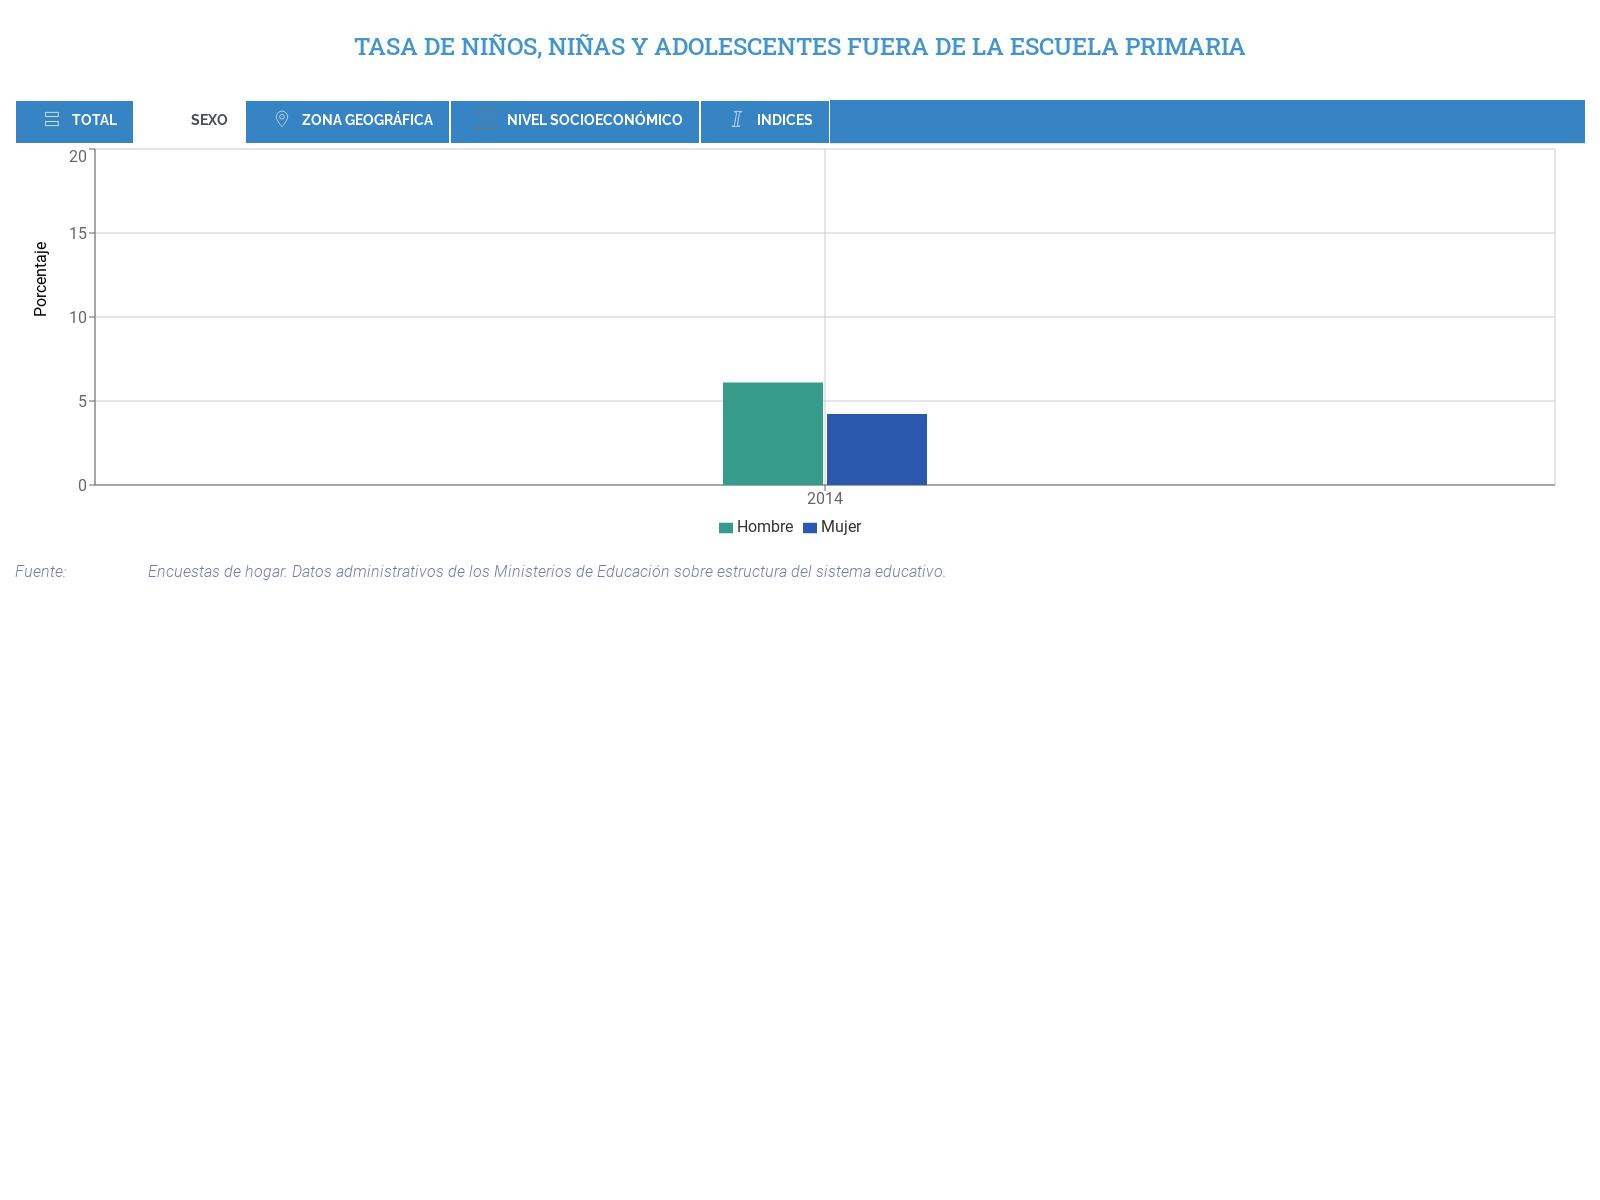 TASA DE NIÑOS, NIÑAS Y ADOLESCENTES FUERA DE LA ESCUELA PRIMARIA
TOTAL SEXO ZONA GEOGRÁFICA NIVEL SOCIOECONÓMICO INDICES
Porcentaje
20
15
10
5
0
2014
Hombre Mujer
Fuente: Encuestas de hogar. Datos administrativos de los Ministerios de Educación sobre estructura del sistema educativo.